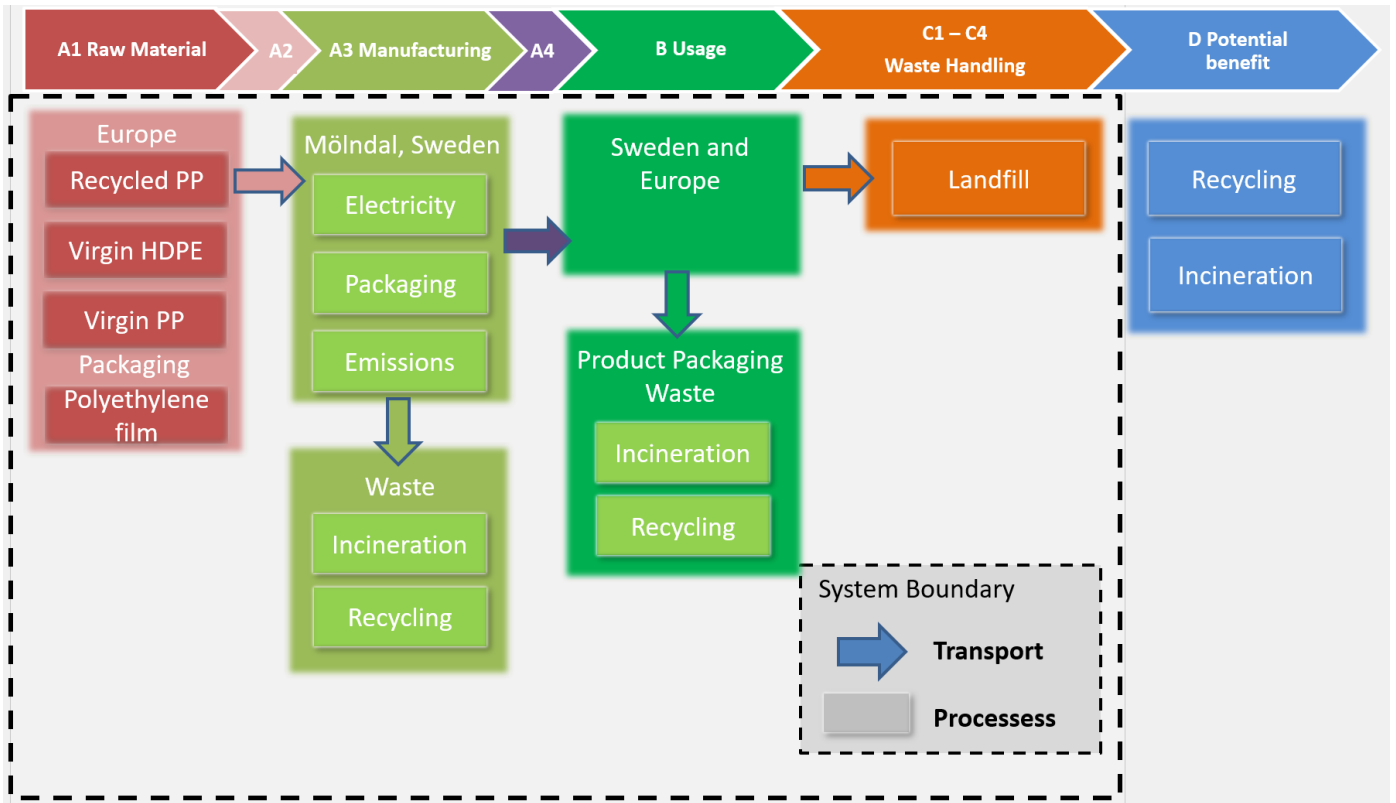 A1 Raw Material
A2
A3 Manufacturing
A4
B Usage
C1 – C4
Waste Handling
D Potential
benefit
Europe
Recycled PP
Virgin HDPE
Virgin PP
Packaging
Polyethylene
film
Mölndal, Sweden
Electricity
Packaging
Emissions
Waste
Incineration
Recycling
Sweden and
Europe
Product Packaging
Waste
Incineration
Recycling
Landfill
Recycling
Incineration
System Boundary
Transport
Processess